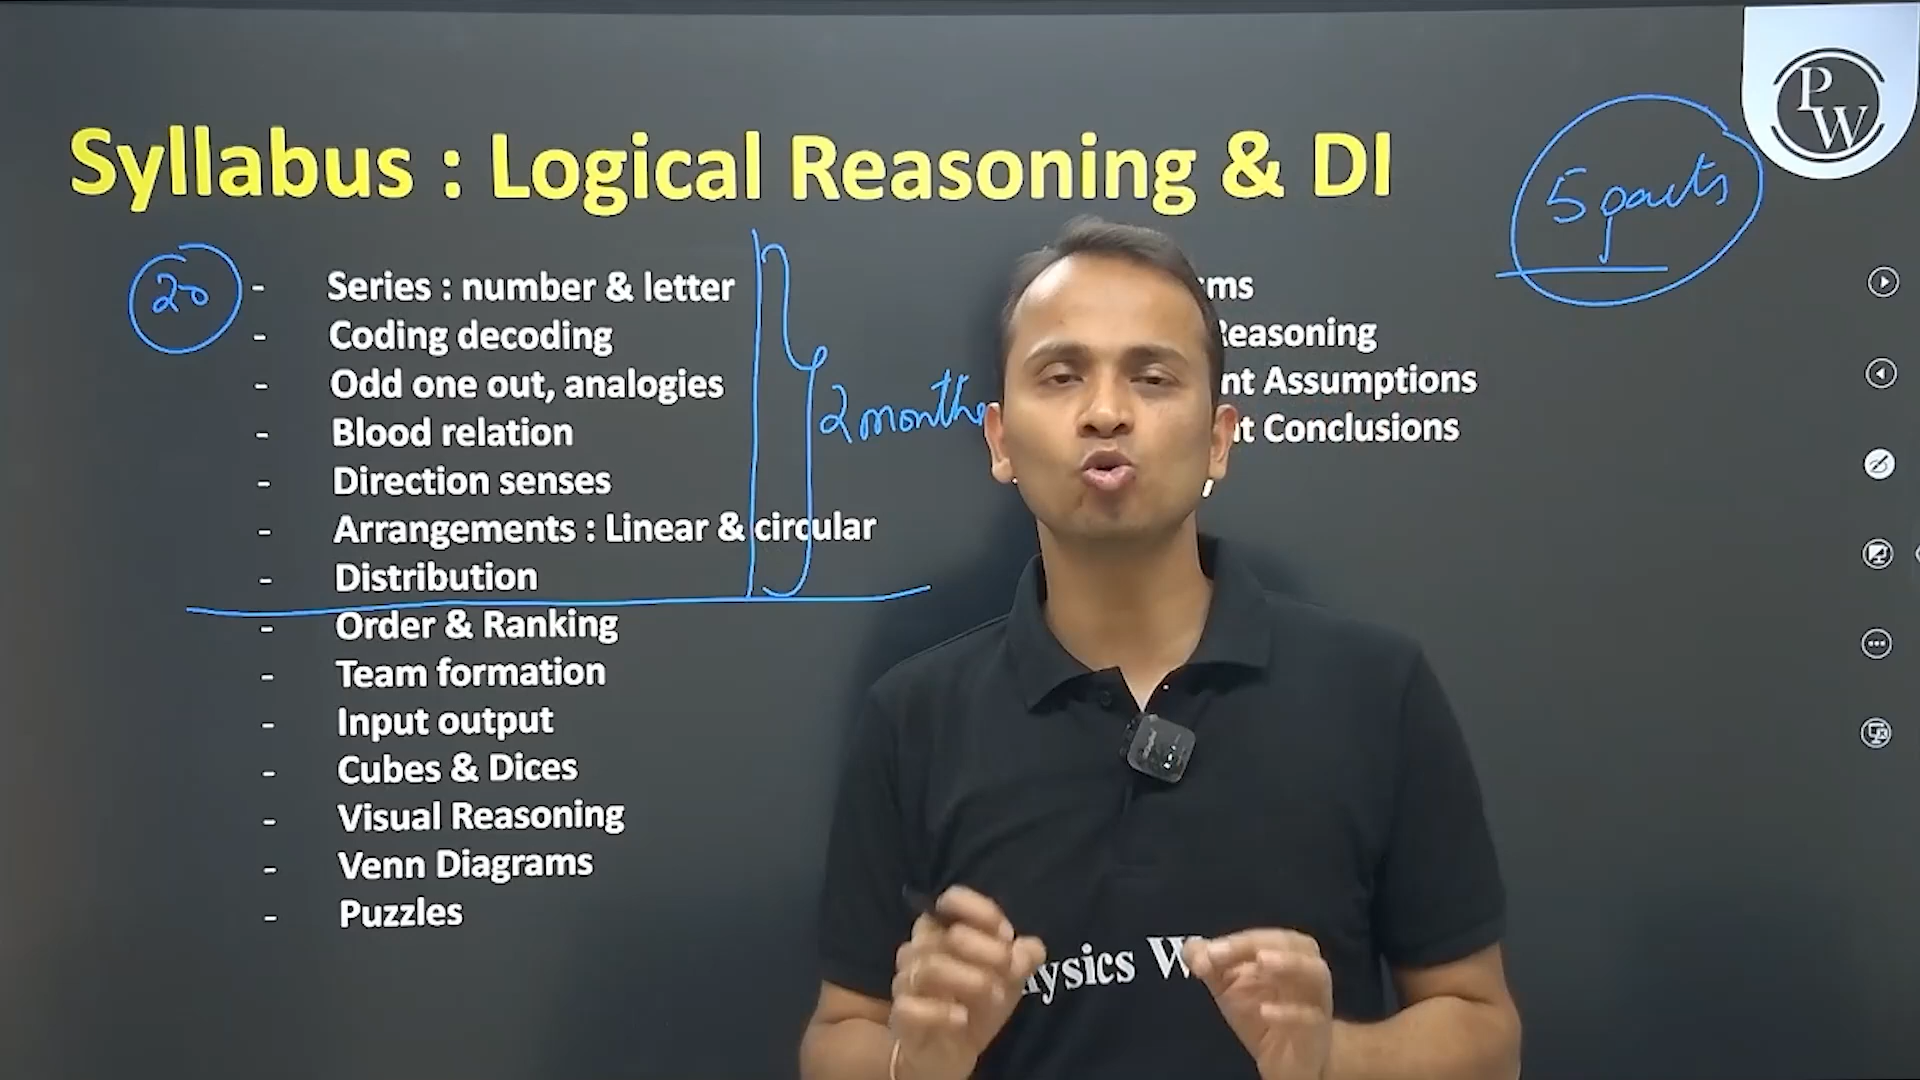 P
W
Syllabus : Logical Reasoning & DI
5 parts
20
- Series : number & letter
- Coding decoding
- Odd one out, analogies
- Blood relation
- Direction senses
- Arrangements : Linear & circular
- Distribution
- Order & Ranking
- Team formation
- Input output
- Cubes & Dices
- Visual Reasoning
- Venn Diagrams
- Puzzles
2 months
Reasoning
Assumptions
Conclusions